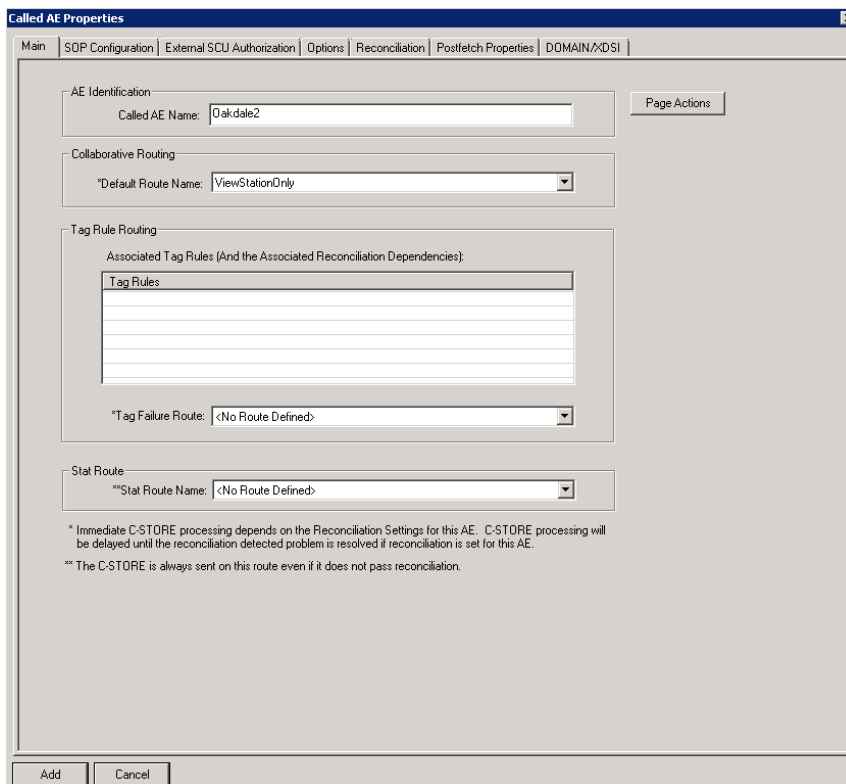 Called AE Properties
Main
SOP Configuration
External SCU Authorization
Options
Reconciliation
Postfetch Properties
DOMAIN/XDSI
AE Identification
Called AE Name: Oakdale2
Page Actions
Collaborative Routing
*Default Route Name: ViewStationOnly
Tag Rule Routing
Associated Tag Rules (And the Associated Reconciliation Dependencies):
Tag Rules
*Tag Failure Route: <No Route Defined>
Stat Route
**Stat Route Name: <No Route Defined>
* Immediate C-STORE processing depends on the Reconciliation Settings for this AE. C-STORE processing will
be delayed until the reconciliation detected problem is resolved if reconciliation is set for this AE.
** The C-STORE is always sent on this route even if it does not pass reconciliation.
Add
Cancel